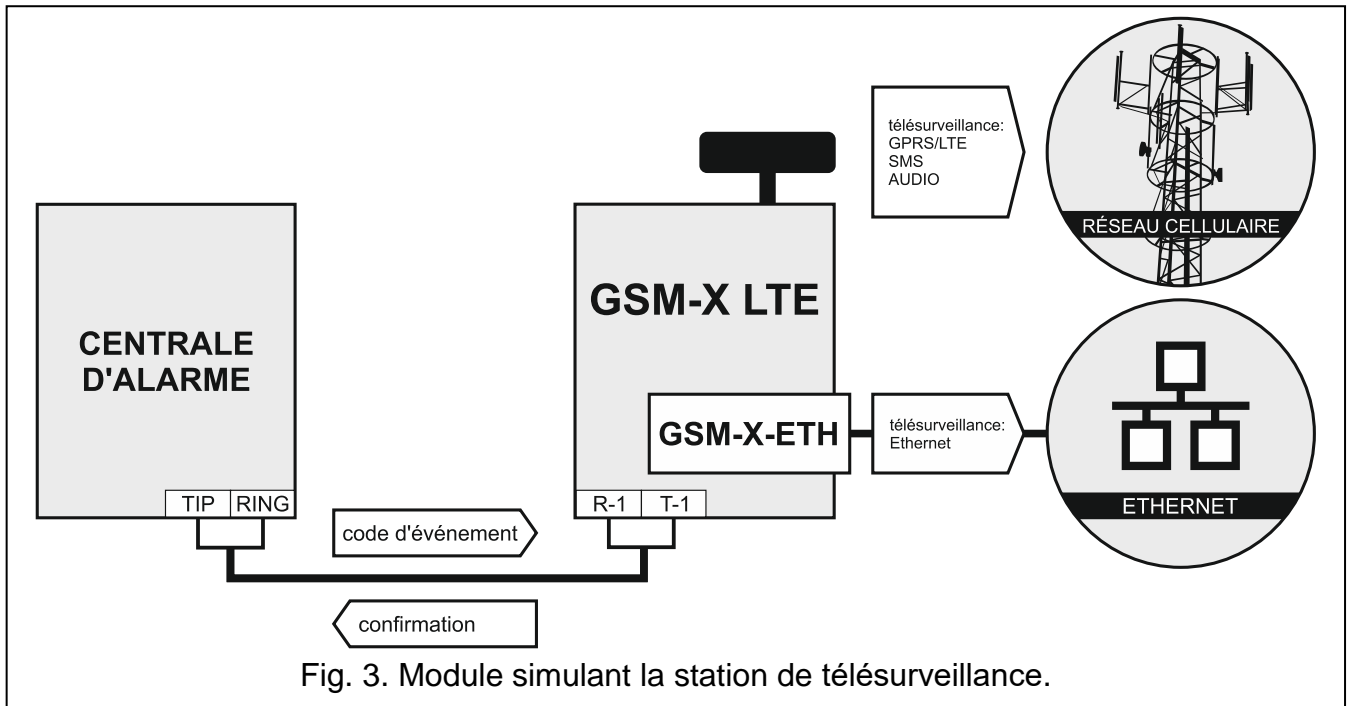 CENTRALE
D'ALARME
TIP RING
code d'événement
confirmation
GSM-X LTE
GSM-X-ETH
R-1 T-1
télésurveillance:
GPRS/LTE
SMS
AUDIO
RÉSEAU CELLULAIRE
télésurveillance:
Ethernet
ETHERNET
Fig. 3. Module simulant la station de télésurveillance.